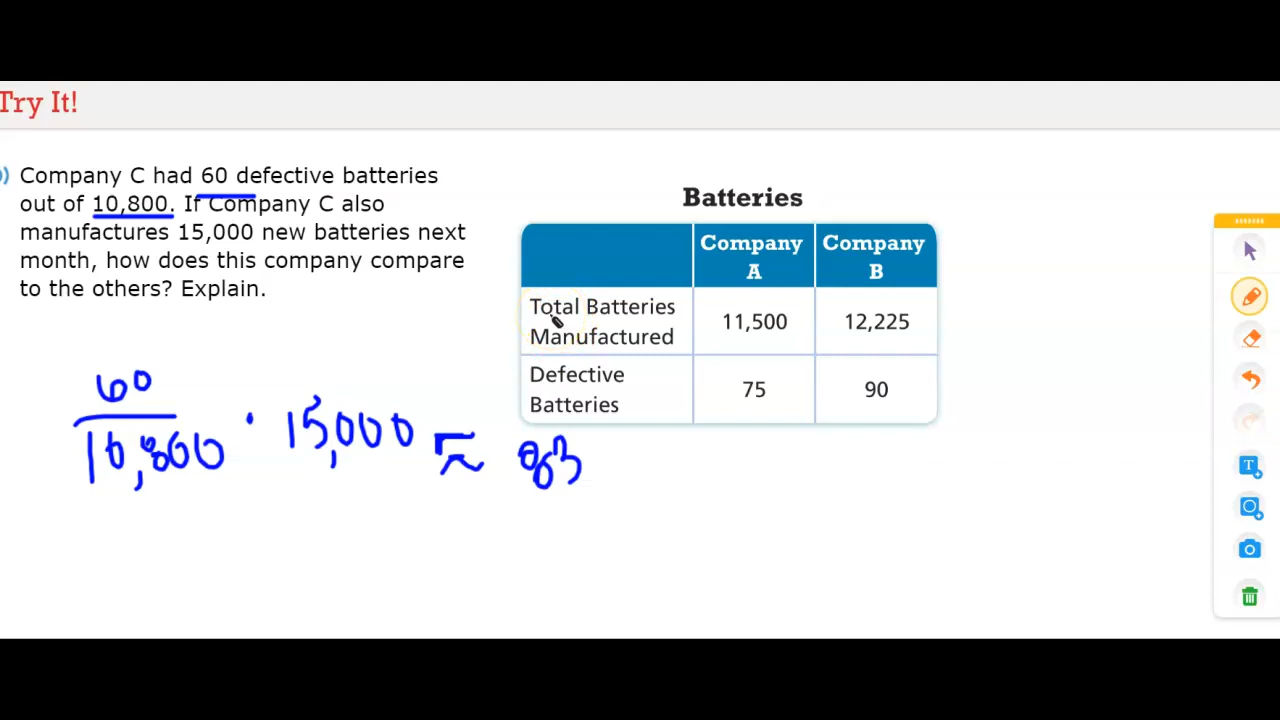 Try It!
) Company C had 60 defective batteries
out of 10,800. If Company C also
manufactures 15,000 new batteries next
month, how does this company compare
to the others? Explain.
Batteries
Company A Company B
Total Batteries Manufactured 11,500 12,225
Defective Batteries 75 90
60
10,800 · 15,000 ≈ 83
T